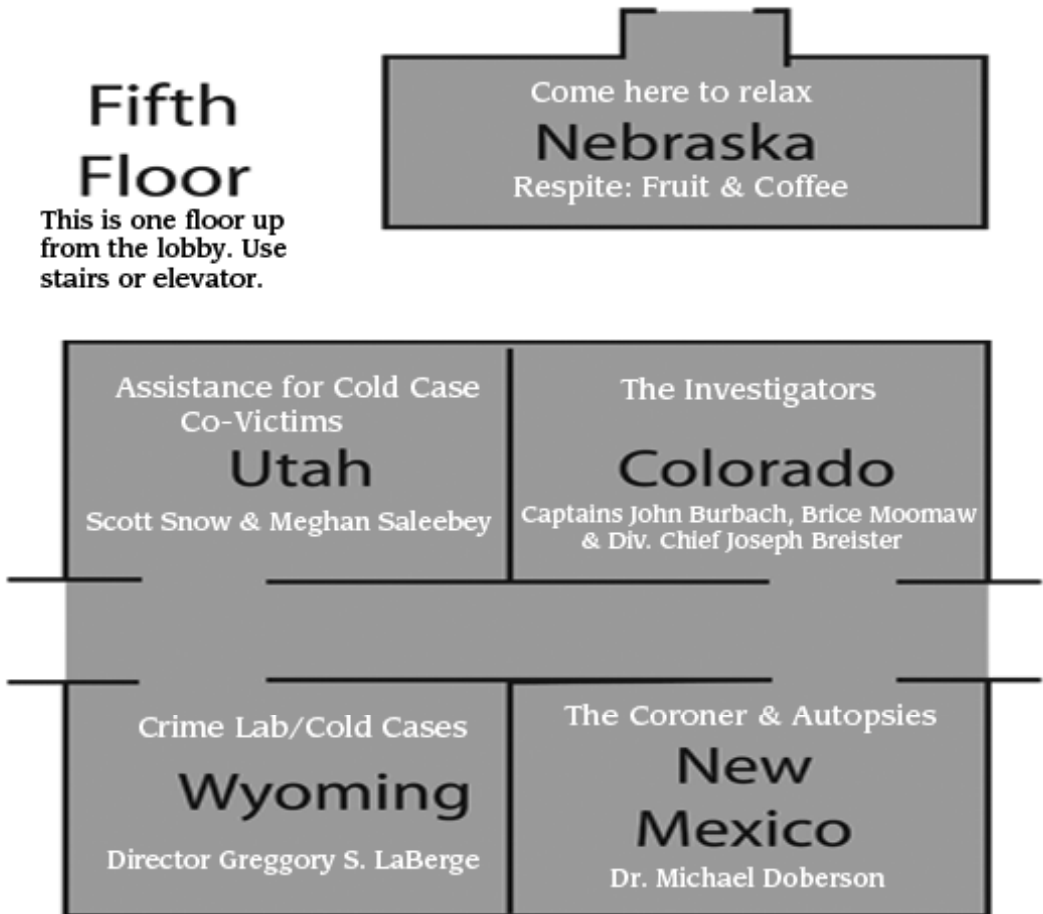 Fifth
Floor
This is one floor up
from the lobby. Use
stairs or elevator.
Come here to relax
Nebraska
Respite: Fruit & Coffee
Assistance for Cold Case
Co-Victims
Utah
Scott Snow & Meghan Saleebey
The Investigators
Colorado
Captains John Burbach, Brice Moomaw
& Div. Chief Joseph Breister
Crime Lab/Cold Cases
Wyoming
Director Greggory S. LaBerge
The Coroner & Autopsies
New
Mexico
Dr. Michael Doberson